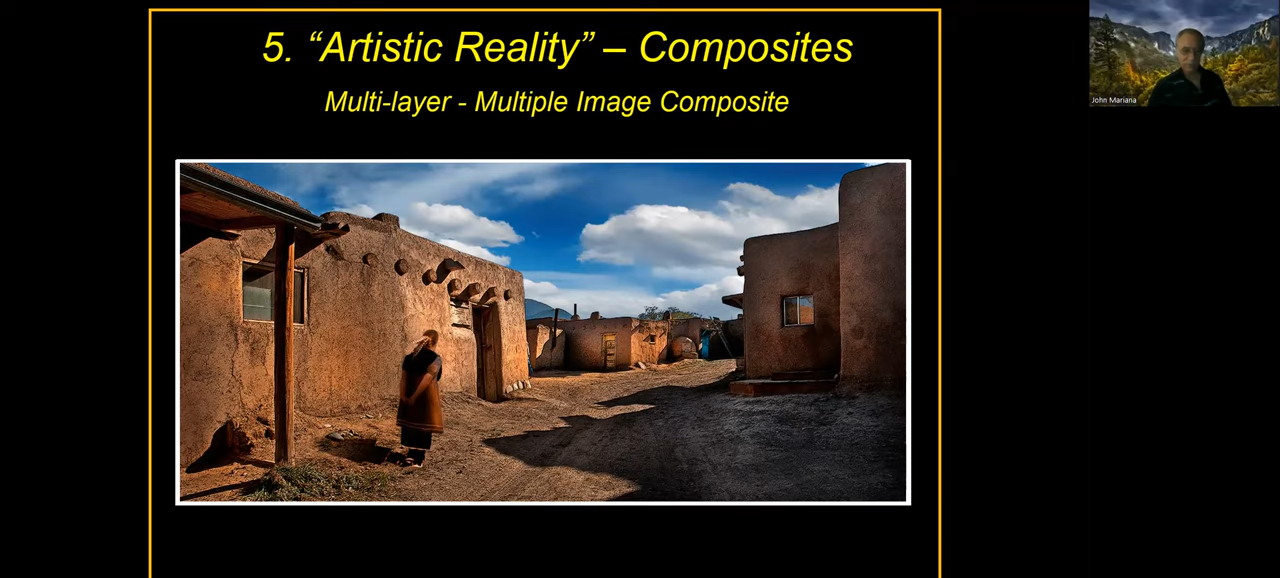 5. “Artistic Reality” – Composites
Multi-layer - Multiple Image Composite
John Mariana